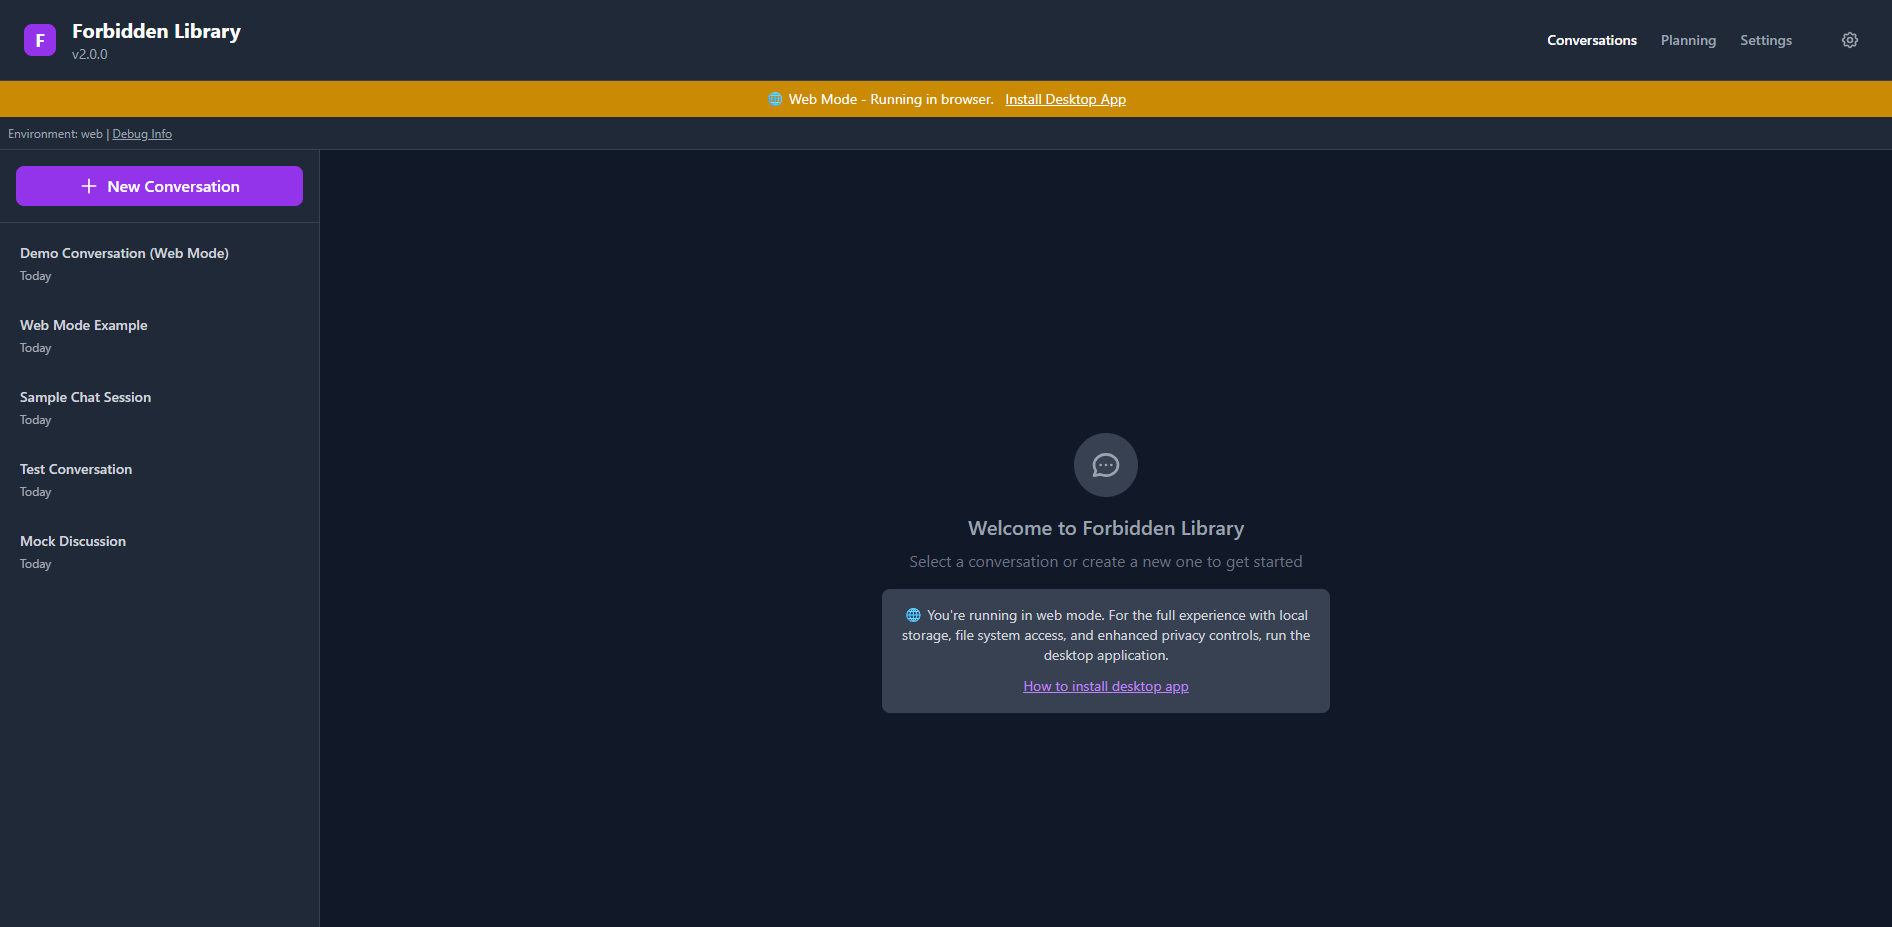 F
Forbidden Library
v2.0.0
Conversations
Planning
Settings
Web Mode - Running in browser. Install Desktop App
Environment: web | Debug Info
New Conversation
Demo Conversation (Web Mode)
Today
Web Mode Example
Today
Sample Chat Session
Today
Test Conversation
Today
Mock Discussion
Today
Welcome to Forbidden Library
Select a conversation or create a new one to get started
You're running in web mode. For the full experience with local
storage, file system access, and enhanced privacy controls, run the
desktop application.
How to install desktop app